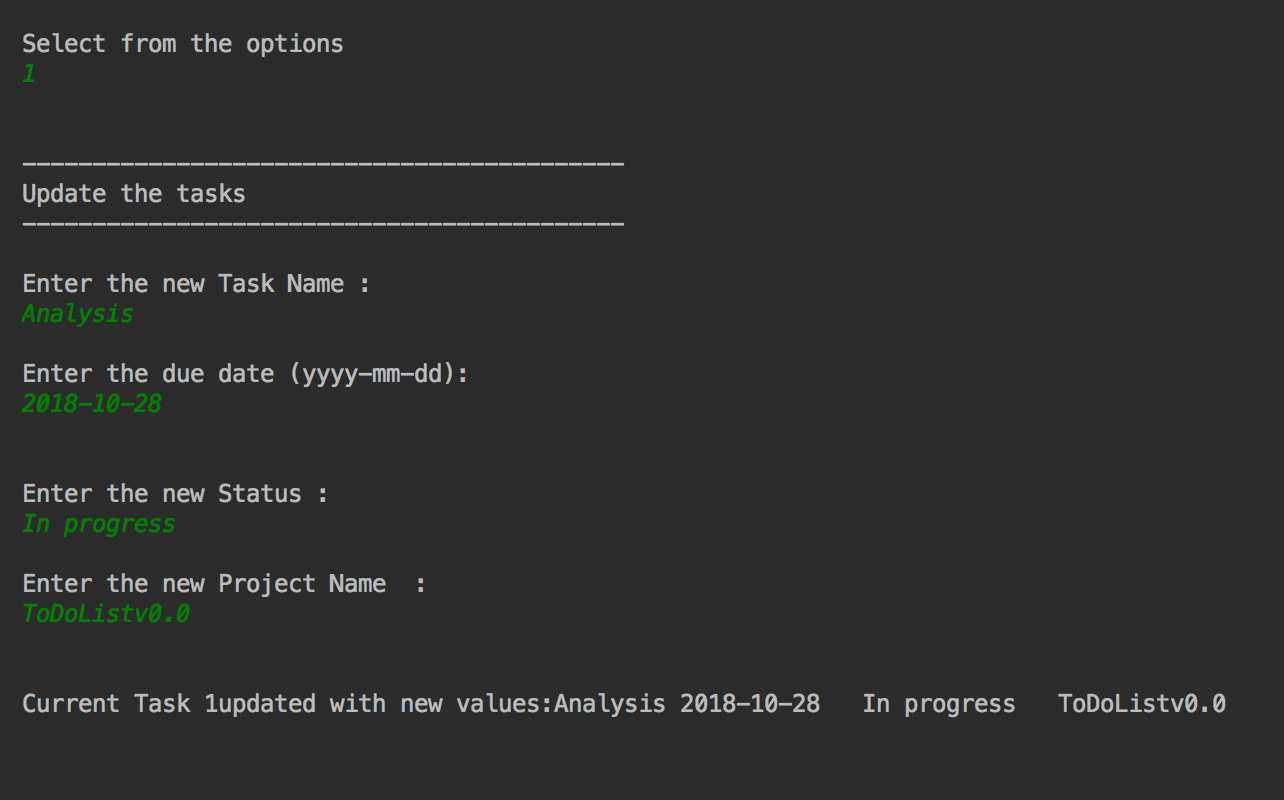 Select from the options
1
-------------------------------------------
Update the tasks
-------------------------------------------
Enter the new Task Name :
Analysis
Enter the due date (yyyy-mm-dd):
2018-10-28
Enter the new Status :
In progress
Enter the new Project Name  :
ToDoListv0.0
Current Task 1updated with new values:Analysis 2018-10-28   In progress   ToDoListv0.0